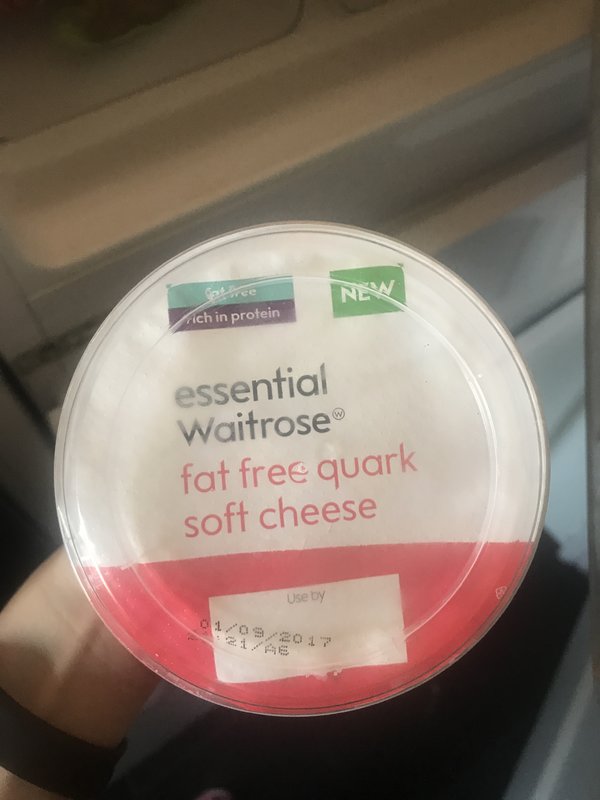 fat free
rich in protein
NEW
essential
Waitrose
fat free quark
soft cheese
Use by
01/09/2017
21/AE